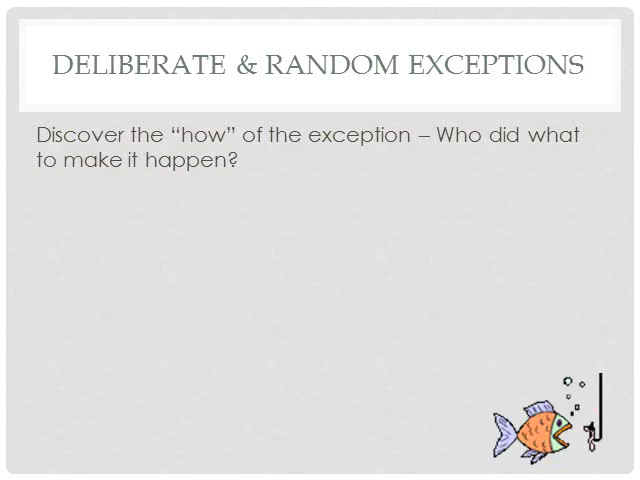 DELIBERATE & RANDOM EXCEPTIONS
Discover the “how” of the exception – Who did what
to make it happen?